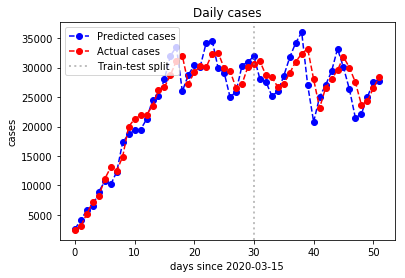 Daily cases
Predicted cases
Actual cases
Train-test split
cases
35000
30000
25000
20000
15000
10000
5000
0
10
20
30
40
50
days since 2020-03-15